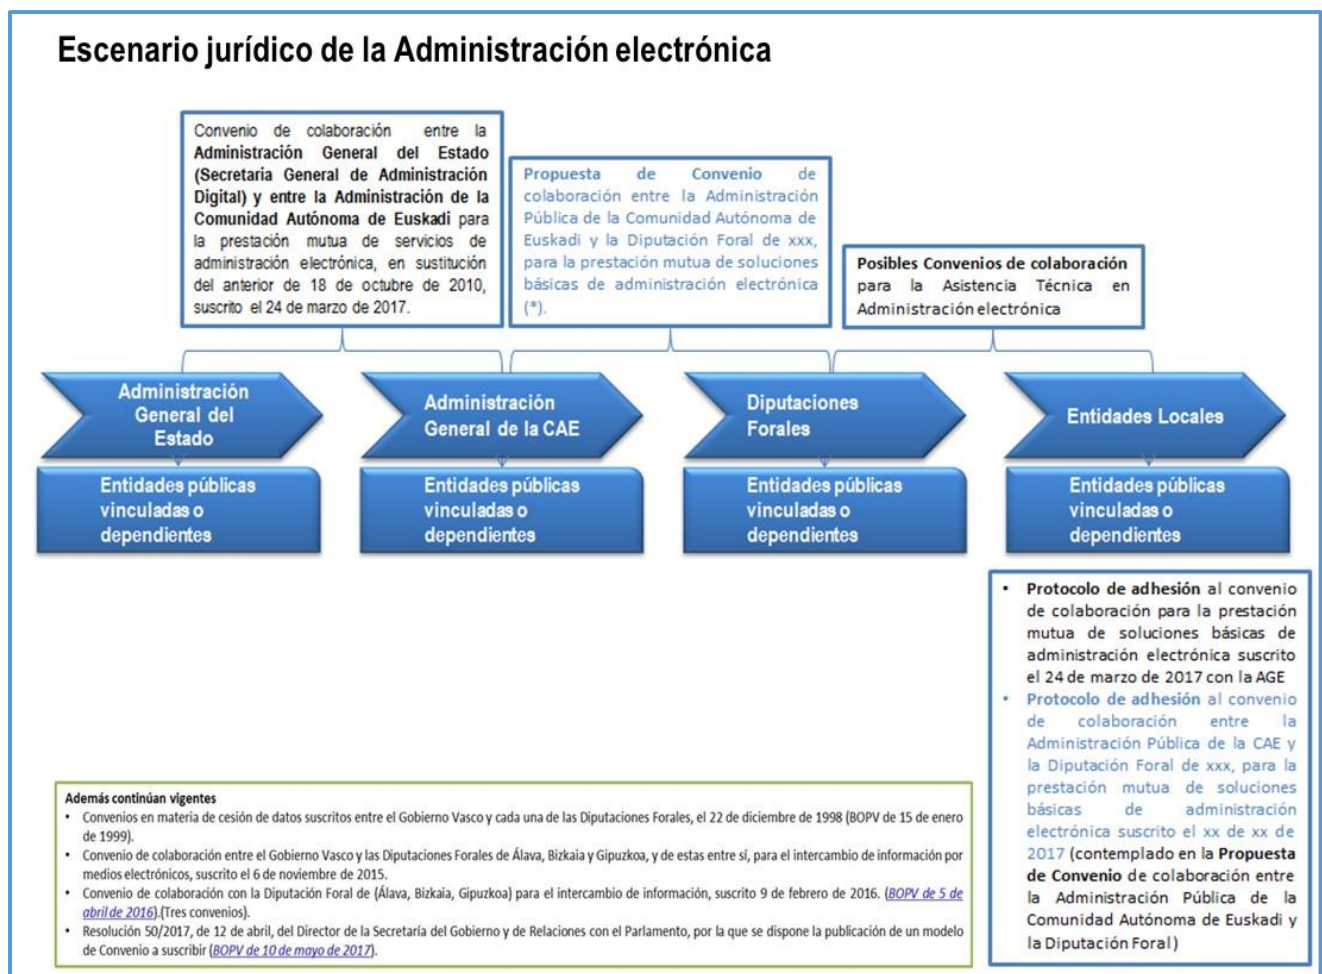 Escenario jurídico de la Administración electrónica
Convenio de colaboración entre la
Administración General del Estado
(Secretaria General de Administración
Digital) y entre la Administración de la
Comunidad Autónoma de Euskadi para
la prestación mutua de servicios de
administración electrónica, en sustitución
del anterior de 18 de octubre de 2010,
suscrito el 24 de marzo de 2017.
Propuesta de Convenio de
colaboración entre la Administración
Pública de la Comunidad Autónoma de
Euskadi y la Diputación Foral de xxx,
para la prestación mutua de soluciones
básicas de administración electrónica
(*).
Posibles Convenios de colaboración
para la Asistencia Técnica en
Administración electrónica
Administración
General del
Estado
Administración
General de la CAE
Diputaciones
Forales
Entidades Locales
Entidades públicas
vinculadas o
dependientes
Entidades públicas
vinculadas o
dependientes
Entidades públicas
vinculadas o
dependientes
Entidades públicas
vinculadas o
dependientes
• Protocolo de adhesión al convenio
de colaboración para la prestación
mutua de soluciones básicas de
administración electrónica suscrito
el 24 de marzo de 2017 con la AGE
• Protocolo de adhesión al convenio
de colaboración entre la
Administración Pública de la CAE y
la Diputación Foral de xxx, para la
prestación mutua de soluciones
básicas de administración
electrónica suscrito el xx de xx de
2017 (contemplado en la Propuesta
de Convenio de colaboración entre
la Administración Pública de la
Comunidad Autónoma de Euskadi y
la Diputación Foral)
Además continúan vigentes
• Convenios en materia de cesión de datos suscritos entre el Gobierno Vasco y cada una de las Diputaciones Forales, el 22 de diciembre de 1998 (BOPV de 15 de enero
de 1999).
• Convenio de colaboración entre el Gobierno Vasco y las Diputaciones Forales de Álava, Bizkaia y Gipuzkoa, y de estas entre sí, para el intercambio de información por
medios electrónicos, suscrito el 6 de noviembre de 2015.
• Convenio de colaboración con la Diputación Foral de (Álava, Bizkaia, Gipuzkoa) para el intercambio de información, suscrito 9 de febrero de 2016. (BOPV de 5 de
abril de 2016).(Tres convenios).
• Resolución 50/2017, de 12 de abril, del Director de la Secretaría del Gobierno y de Relaciones con el Parlamento, por la que se dispone la publicación de un modelo
de Convenio a suscribir (BOPV de 10 de mayo de 2017).